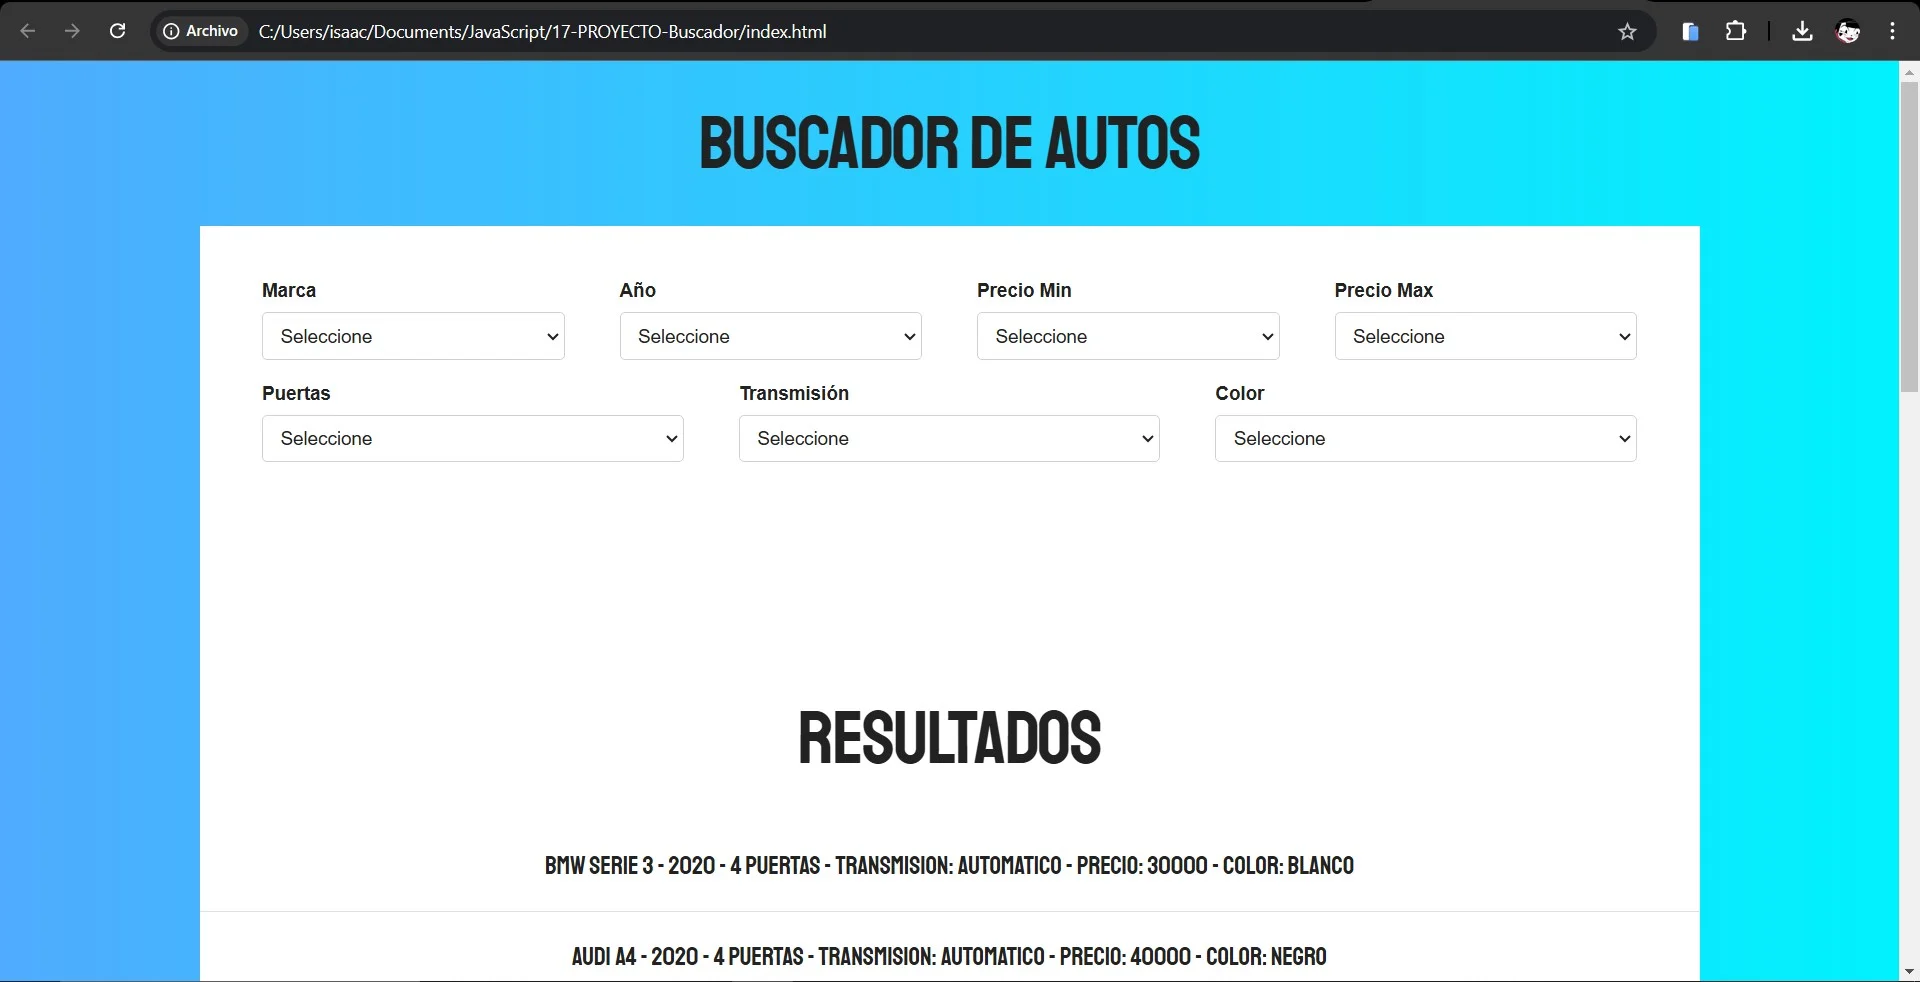 Archivo C:/Users/isaac/Documents/JavaScript/17-PROYECTO-Buscador/index.html
BUSCADOR DE AUTOS
Marca Año Precio Min Precio Max
Seleccione Seleccione Seleccione Seleccione
Puertas Transmisión Color
Seleccione Seleccione Seleccione
RESULTADOS
BMW SERIE 3 - 2020 - 4 PUERTAS - TRANSMISION: AUTOMATICO - PRECIO: 30000 - COLOR: BLANCO
AUDI A4 - 2020 - 4 PUERTAS - TRANSMISION: AUTOMATICO - PRECIO: 40000 - COLOR: NEGRO